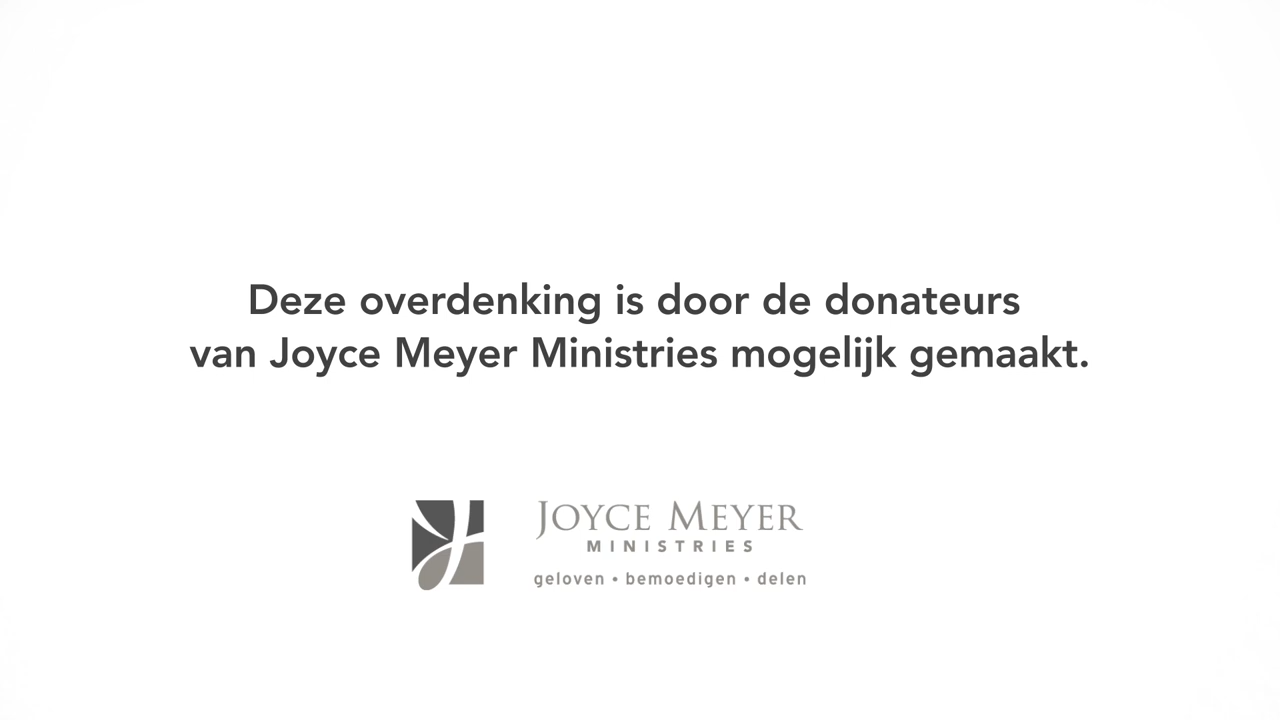 Deze overdenking is door de donateurs
van Joyce Meyer Ministries mogelijk gemaakt.
JOYCE MEYER
MINISTRIES
geloven • bemoedigen • delen